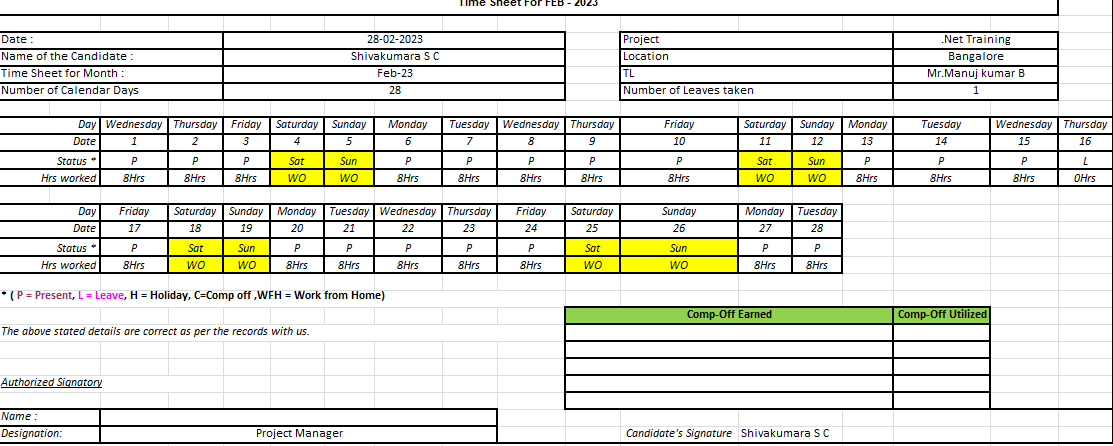 Time Sheet For FEB - 2023
Date : 28-02-2023 Project .Net Training
Name of the Candidate : Shivakumara S C Location Bangalore
Time Sheet for Month : Feb-23 TL Mr.Manuj kumar B
Number of Calendar Days 28 Number of Leaves taken 1
Day Wednesday Thursday Friday Saturday Sunday Monday Tuesday Wednesday Thursday Friday Saturday Sunday Monday Tuesday Wednesday Thursday
Date 1 2 3 4 5 6 7 8 9 10 11 12 13 14 15 16
Status * P P P Sat Sun P P P P P Sat Sun P P P L
Hrs worked 8Hrs 8Hrs 8Hrs WO WO 8Hrs 8Hrs 8Hrs 8Hrs 8Hrs WO WO 8Hrs 8Hrs 8Hrs 0Hrs
Day Friday Saturday Sunday Monday Tuesday Wednesday Thursday Friday Saturday Sunday Monday Tuesday
Date 17 18 19 20 21 22 23 24 25 26 27 28
Status * P Sat Sun P P P P P Sat Sun P P
Hrs worked 8Hrs WO WO 8Hrs 8Hrs 8Hrs 8Hrs 8Hrs WO WO 8Hrs 8Hrs
* ( P = Present, L = Leave, H = Holiday, C=Comp off ,WFH = Work from Home)
Comp-Off Earned Comp-Off Utilized
The above stated details are correct as per the records with us.
Authorized Signatory
Name :
Designation: Project Manager Candidate's Signature Shivakumara S C